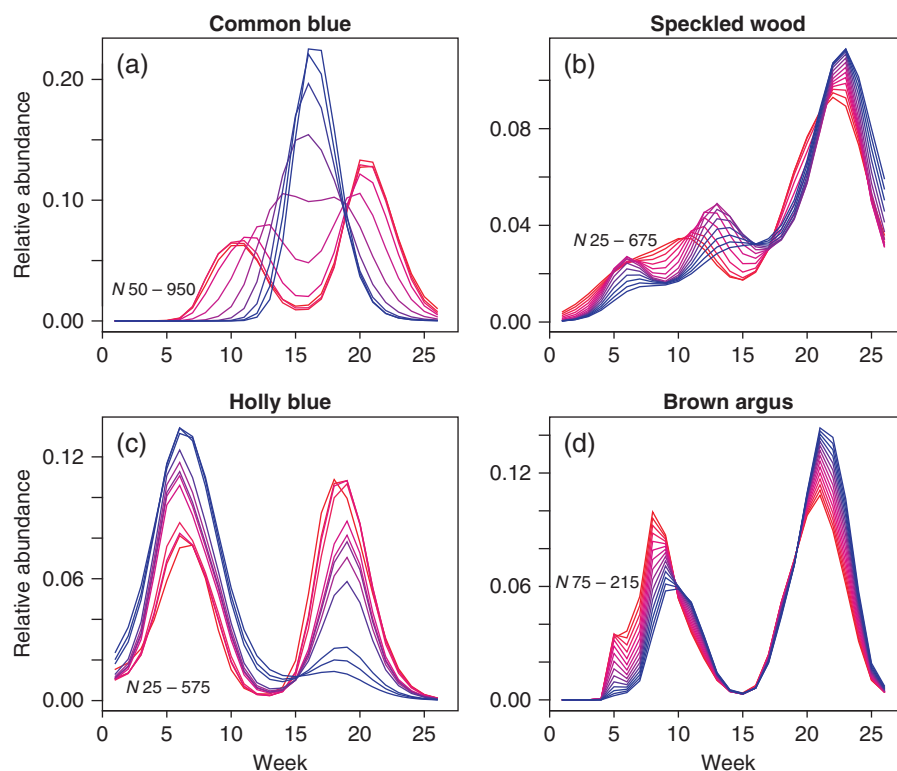 Common blue
Speckled wood
(a)
(b)
Relative abundance
0.20
0.10
0.00
N 50 – 950
0 5 10 15 20 25
Relative abundance
0.08
0.04
0.00
N 25 – 675
0 5 10 15 20 25
Holly blue
Brown argus
(c)
(d)
Relative abundance
0.12
0.06
0.00
N 25 – 575
0 5 10 15 20 25
Week
0.12
0.06
0.00
N 75 – 215
0 5 10 15 20 25
Week